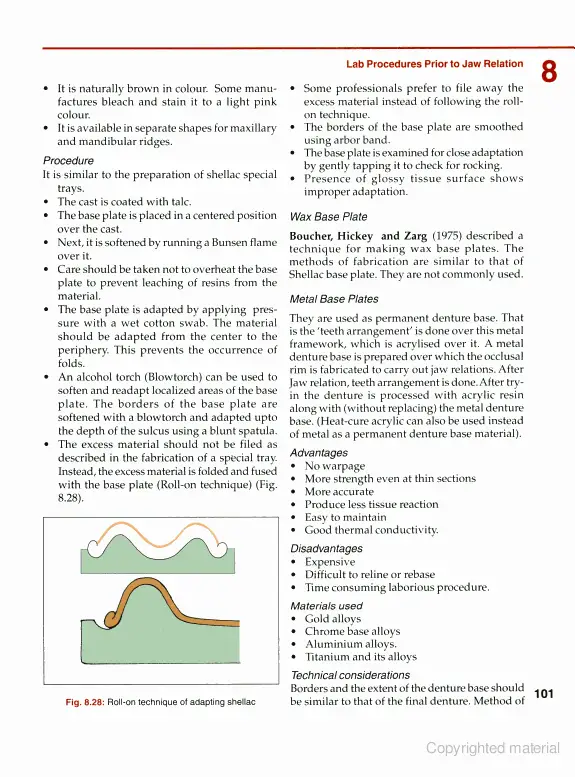 Lab Procedures Prior to Jaw Relation
8
• It is naturally brown in colour. Some manu-
factures bleach and stain it to a light pink
colour.
• It is available in separate shapes for maxillary
and mandibular ridges.
Procedure
It is similar to the preparation of shellac special
trays.
• The cast is coated with talc.
• The base plate is placed in a centered position
over the cast.
• Next, it is softened by running a Bunsen flame
over it.
• Care should be taken not to overheat the base
plate to prevent leaching of resins from the
material.
• The base plate is adapted by applying pres-
sure with a wet cotton swab. The material
should be adapted from the center to the
periphery. This prevents the occurrence of
folds.
• An alcohol torch (Blowtorch) can be used to
soften and readapt localized areas of the base
plate. The borders of the base plate are
softened with a blowtorch and adapted upto
the depth of the sulcus using a blunt spatula.
• The excess material should not be filed as
described in the fabrication of a special tray.
Instead, the excess material is folded and fused
with the base plate (Roll-on technique) (Fig.
8.28).
Fig. 8.28: Roll-on technique of adapting shellac
• Some professionals prefer to file away the
excess material instead of following the roll-
on technique.
• The borders of the base plate are smoothed
using arbor band.
• The base plate is examined for close adaptation
by gently tapping it to check for rocking.
• Presence of glossy tissue surface shows
improper adaptation.
Wax Base Plate
Boucher, Hickey and Zarg (1975) described a
technique for making wax base plates. The
methods of fabrication are similar to that of
Shellac base plate. They are not commonly used.
Metal Base Plates
They are used as permanent denture base. That
is the 'teeth arrangement' is done over this metal
framework, which is acrylised over it. A metal
denture base is prepared over which the occlusal
rim is fabricated to carry out jaw relations. After
Jaw relation, teeth arrangement is done. After try-
in the denture is processed with acrylic resin
along with (without replacing) the metal denture
base. (Heat-cure acrylic can also be used instead
of metal as a permanent denture base material).
Advantages
• No warpage
• More strength even at thin sections
• More accurate
• Produce less tissue reaction
• Easy to maintain
• Good thermal conductivity.
Disadvantages
• Expensive
• Difficult to reline or rebase
• Time consuming laborious procedure.
Materials used
• Gold alloys
• Chrome base alloys
• Aluminium alloys.
• Titanium and its alloys
Technical considerations
Borders and the extent of the denture base should
be similar to that of the final denture. Method of
101
Copyrighted material